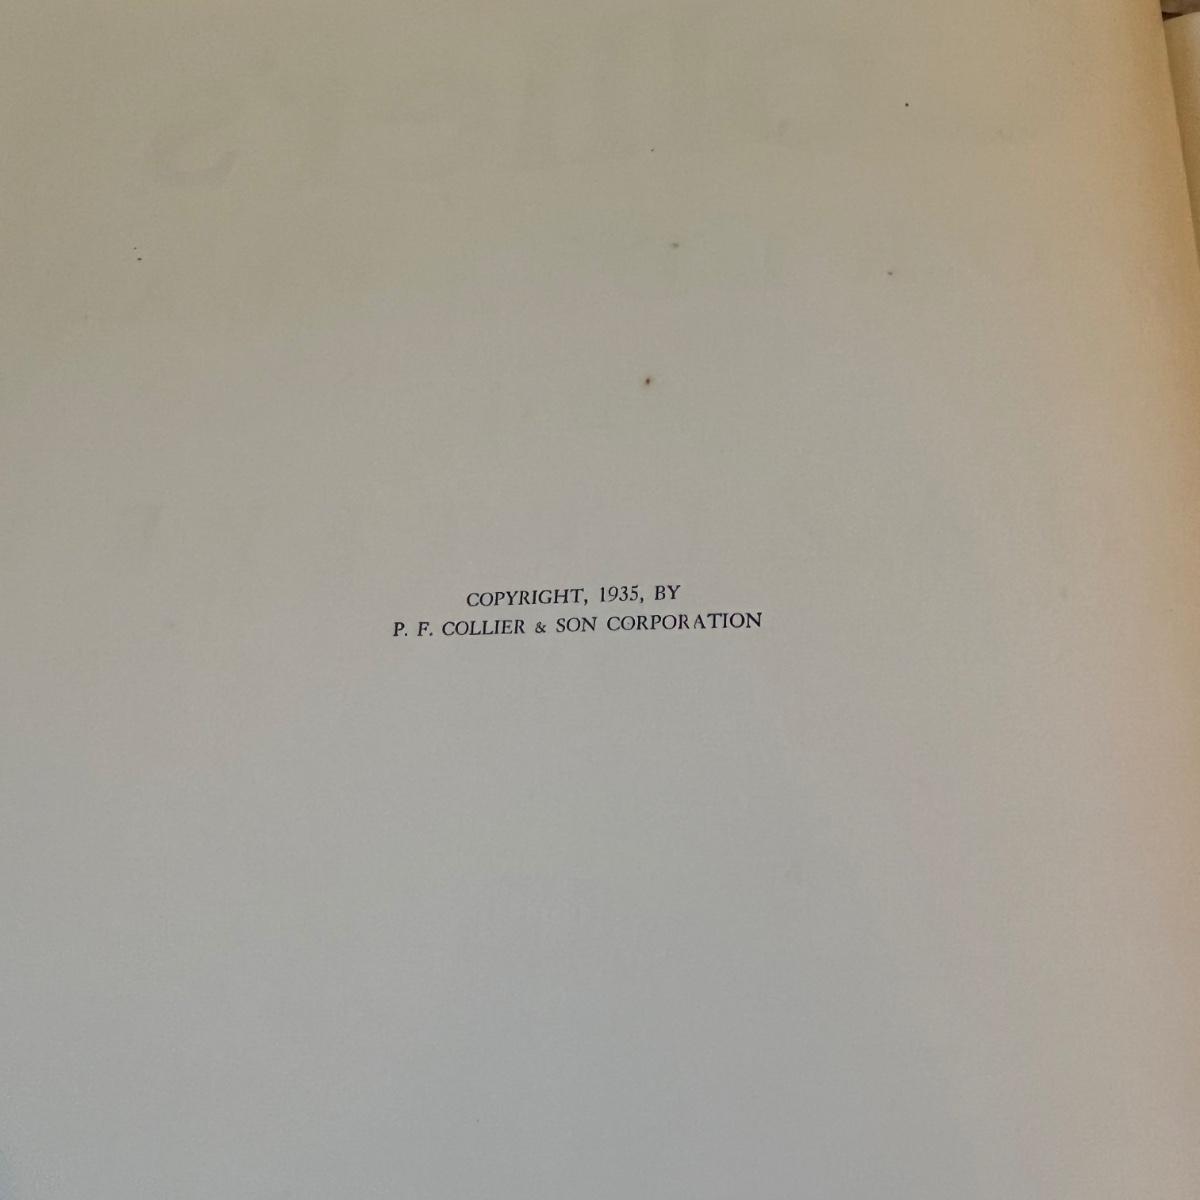 COPYRIGHT, 1935, BY
P. F. COLLIER & SON CORPORATION